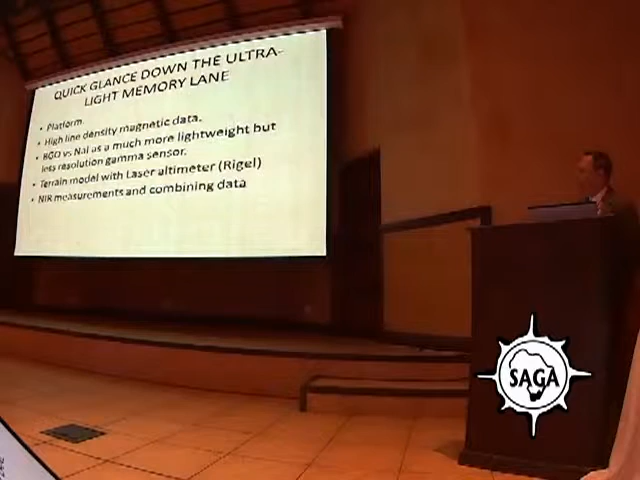 QUICK GLANCE DOWN THE ULTRA-
LIGHT MEMORY LANE
• Platform
• High line density magnetic data.
• BGO vs NaI as a much more lightweight but
less resolution gamma sensor.
• Terrain model with Laser altimeter (Rigel)
• NIR measurements and combining data
SAGA